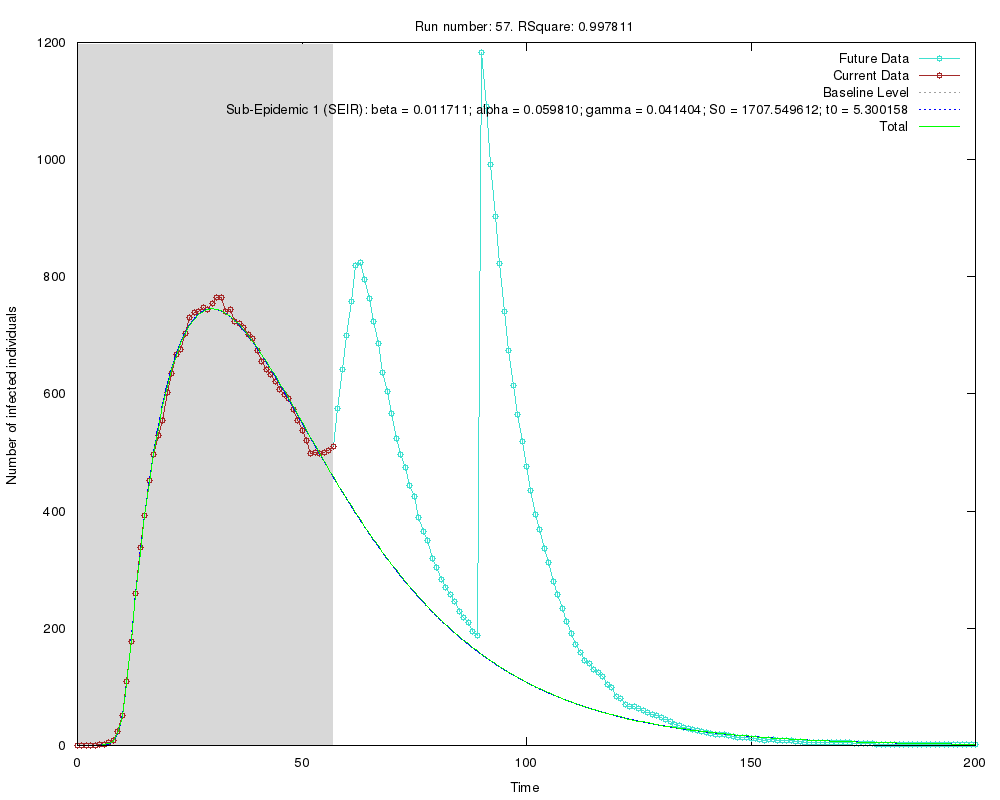 Run number: 57. RSquare: 0.997811
1200
1000
800
600
400
200
0
Number of infected individuals
Future Data
Current Data
Baseline Level
Sub-Epidemic 1 (SEIR): beta = 0.011711; alpha = 0.059810; gamma = 0.041404; S0 = 1707.549612; t0 = 5.300158
Total
0 50 100 150 200
Time